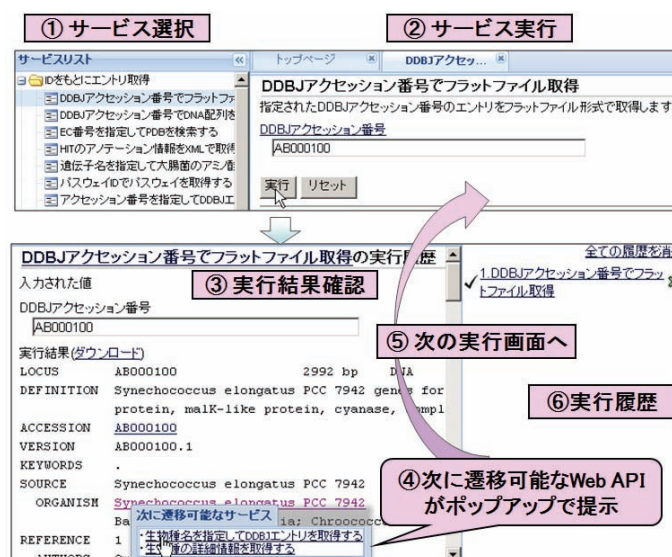 ① サービス選択
② サービス実行
サービスリスト
トップページ
DDBJアクセッ...
IDをもとにエントリ取得
DDBJアクセッション番号でフラットファ
DDBJアクセッション番号でDNA配列を
EC番号を指定してPDBを検索する
HITのアノテーション情報をXMLで取得
遺伝子名を指定して大腸菌のアミノ酸
パスウェイIDでパスウェイを取得する
アクセッション番号を指定してDDBJエ
DDBJアクセッション番号でフラットファイル取得
指定されたDDBJアクセッション番号のエントリをフラットファイル形式で取得します
DDBJアクセッション番号
AB000100
実行
リセット
DDBJアクセッション番号でフラットファイル取得の実行履歴
③ 実行結果確認
入力された値
DDBJアクセッション番号
AB000100
実行結果(ダウンロード)
LOCUS AB000100 2992 bp DNA
DEFINITION Synechococcus elongatus PCC 7942 genes for
protein, malK-like protein, cyanase,
ACCESSION AB000100
VERSION AB000100.1
KEYWORDS .
SOURCE Synechococcus elongatus PCC 7942
ORGANISM Synechococcus elongatus PCC 7942
Ba ia; Chroococc
REFERENCE 1
次に遷移可能なサービス
・生物種名を指定してDDBJエントリを取得する
の詳細情報を取得する
全ての履歴を消
1.DDBJアクセッション番号でフラットファイル取得
⑤ 次の実行画面へ
⑥実行履歴
④次に遷移可能なWeb API
がポップアップで提示